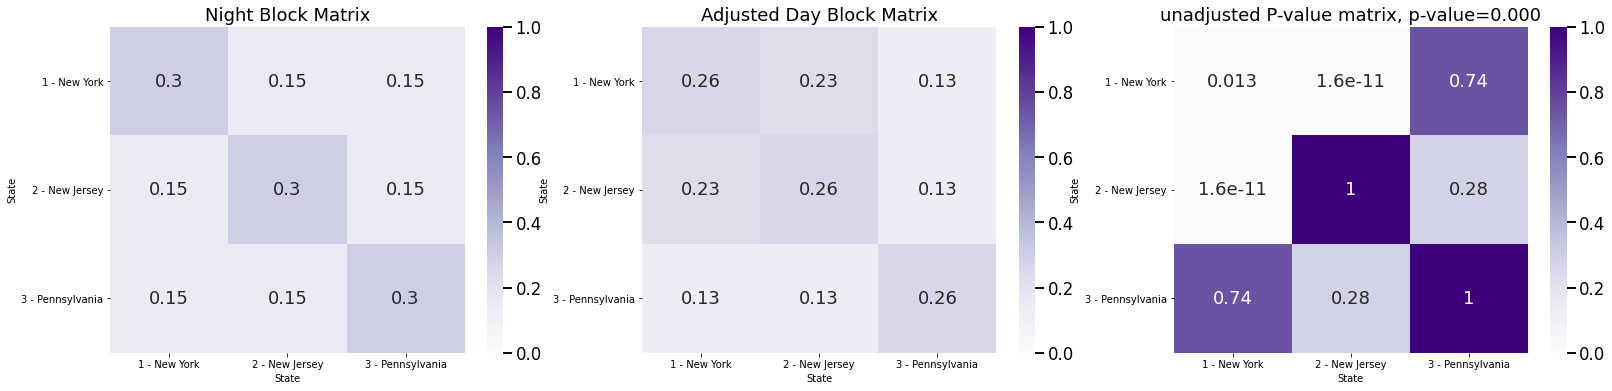 Night Block Matrix
1 - New York
0.3 0.15 0.15
2 - New Jersey
0.15 0.3 0.15
3 - Pennsylvania
0.15 0.15 0.3
State
1 - New York 2 - New Jersey 3 - Pennsylvania
State
1.0
0.8
0.6
0.4
0.2
0.0
Adjusted Day Block Matrix
1 - New York
0.26 0.23 0.13
2 - New Jersey
0.23 0.26 0.13
3 - Pennsylvania
0.13 0.13 0.26
State
1 - New York 2 - New Jersey 3 - Pennsylvania
State
1.0
0.8
0.6
0.4
0.2
0.0
unadjusted P-value matrix, p-value=0.000
1 - New York
0.013 1.6e-11 0.74
2 - New Jersey
1.6e-11 1 0.28
3 - Pennsylvania
0.74 0.28 1
State
1 - New York 2 - New Jersey 3 - Pennsylvania
State
1.0
0.8
0.6
0.4
0.2
0.0